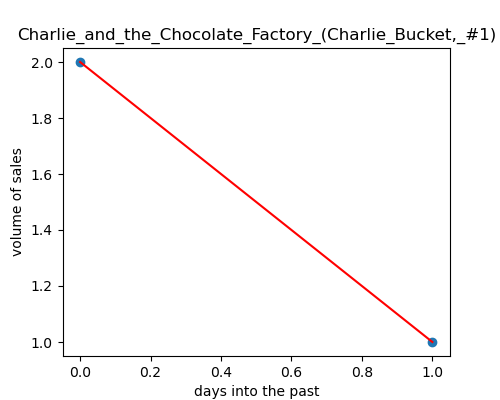 Charlie_and_the_Chocolate_Factory_(Charlie_Bucket,_#1)
2.0
1.8
1.6
1.4
1.2
1.0
volume of sales
0.0 0.2 0.4 0.6 0.8 1.0
days into the past